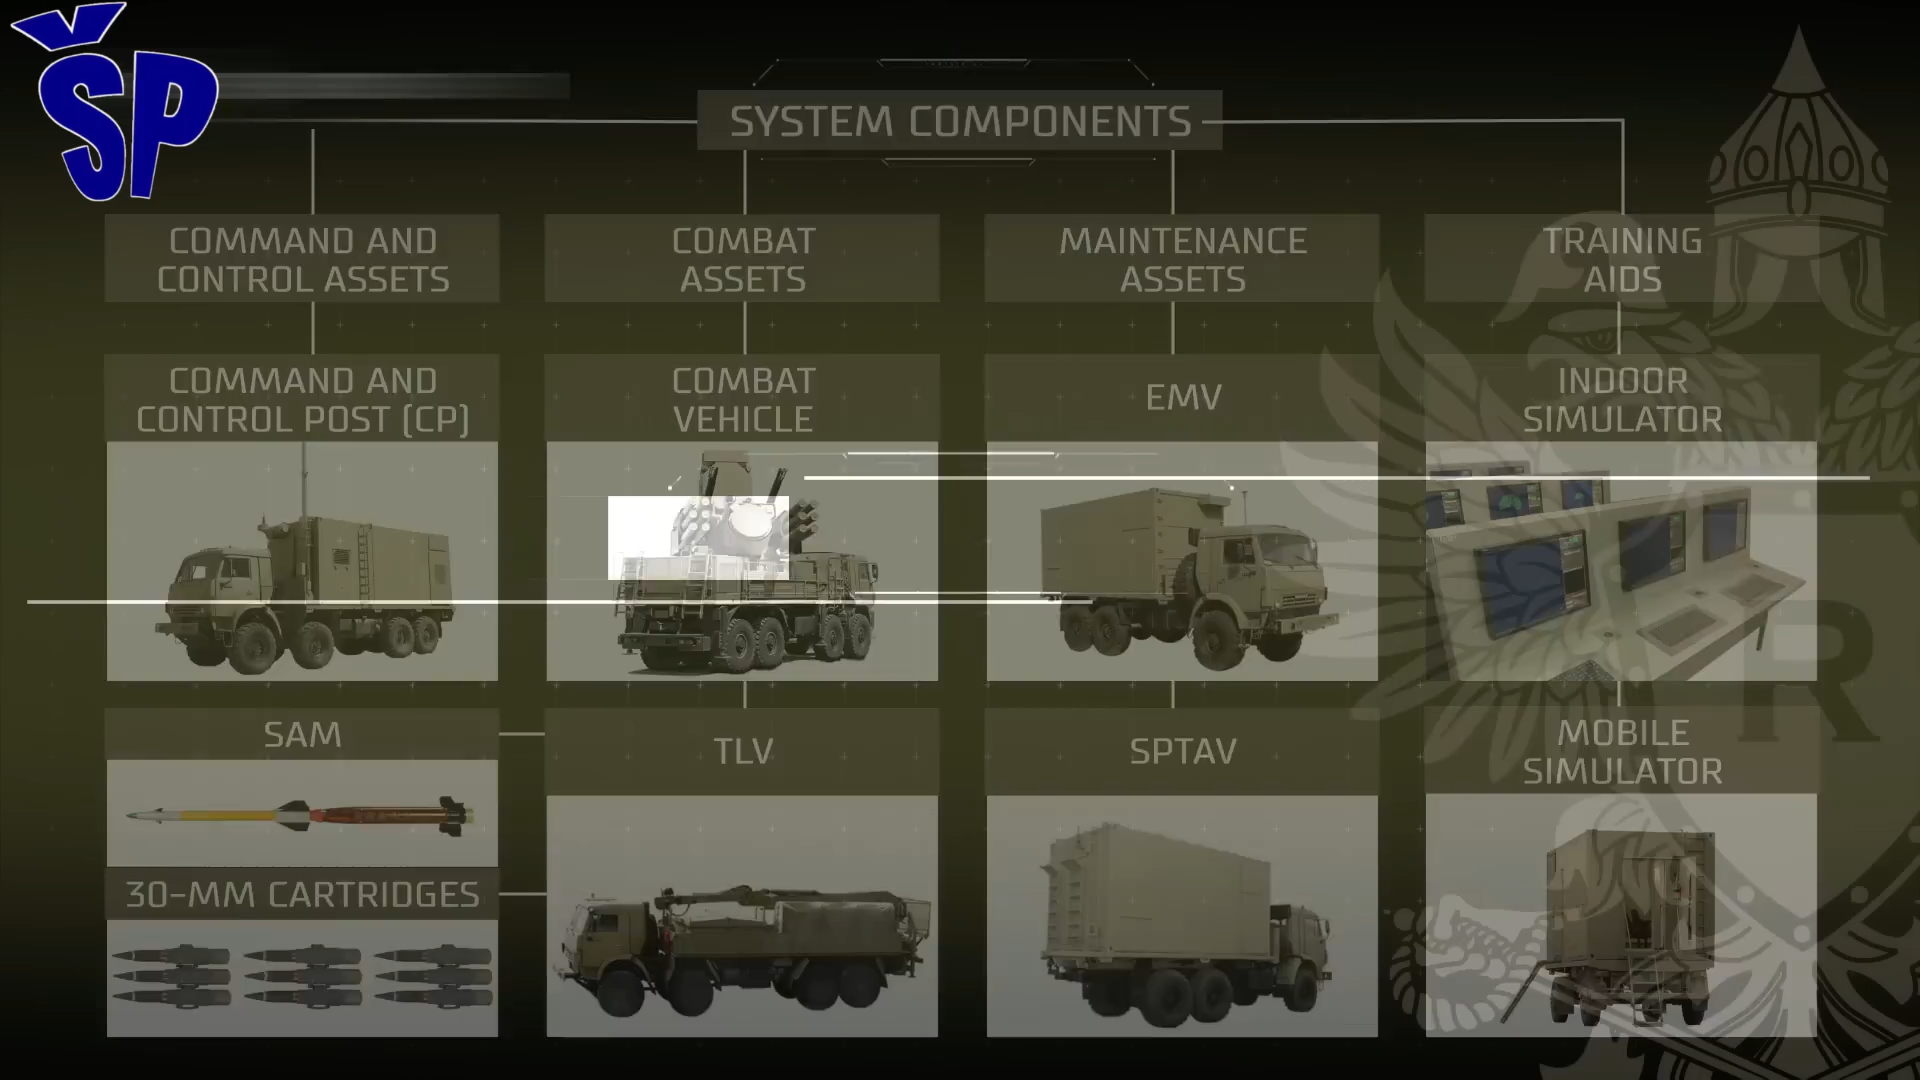 ŠP
SYSTEM COMPONENTS
COMMAND AND
CONTROL ASSETS
COMBAT
ASSETS
MAINTENANCE
ASSETS
TRAINING
AIDS
COMMAND AND
CONTROL POST (CP)
COMBAT
VEHICLE
EMV
INDOOR
SIMULATOR
SAM
TLV
SPTAV
MOBILE
SIMULATOR
30-MM CARTRIDGES
R